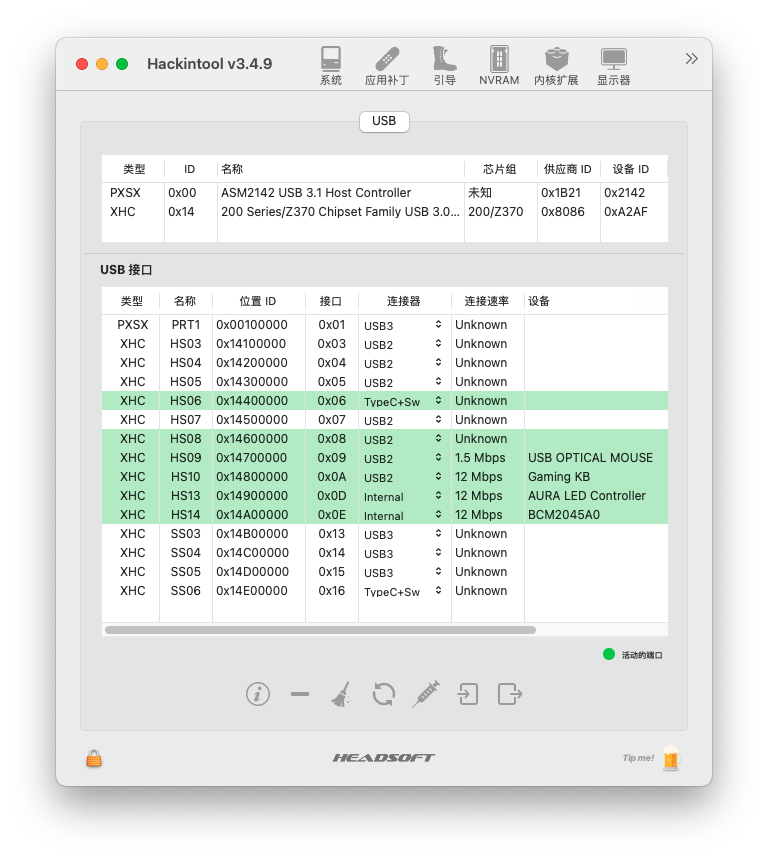 Hackintool v3.4.9
系统 应用补丁 引导 NVRAM 内核扩展 显示器
USB
类型 ID 名称 芯片组 供应商 ID 设备 ID
PXSX 0x00 ASM2142 USB 3.1 Host Controller 未知 0x1B21 0x2142
XHC 0x14 200 Series/Z370 Chipset Family USB 3.0... 200/Z370 0x8086 0xA2AF
USB 接口
类型 名称 位置 ID 接口 连接器 连接速率 设备
PXSX PRT1 0x00100000 0x01 USB3 Unknown
XHC HS03 0x14100000 0x03 USB2 Unknown
XHC HS04 0x14200000 0x04 USB2 Unknown
XHC HS05 0x14300000 0x05 USB2 Unknown
XHC HS06 0x14400000 0x06 TypeC+Sw Unknown
XHC HS07 0x14500000 0x07 USB2 Unknown
XHC HS08 0x14600000 0x08 USB2 Unknown
XHC HS09 0x14700000 0x09 USB2 1.5 Mbps USB OPTICAL MOUSE
XHC HS10 0x14800000 0x0A USB2 12 Mbps Gaming KB
XHC HS13 0x14900000 0x0D Internal 12 Mbps AURA LED Controller
XHC HS14 0x14A00000 0x0E Internal 12 Mbps BCM2045A0
XHC SS03 0x14B00000 0x13 USB3 Unknown
XHC SS04 0x14C00000 0x14 USB3 Unknown
XHC SS05 0x14D00000 0x15 USB3 Unknown
XHC SS06 0x14E00000 0x16 TypeC+Sw Unknown
活动的端口
HEADSOFT
Tip me!